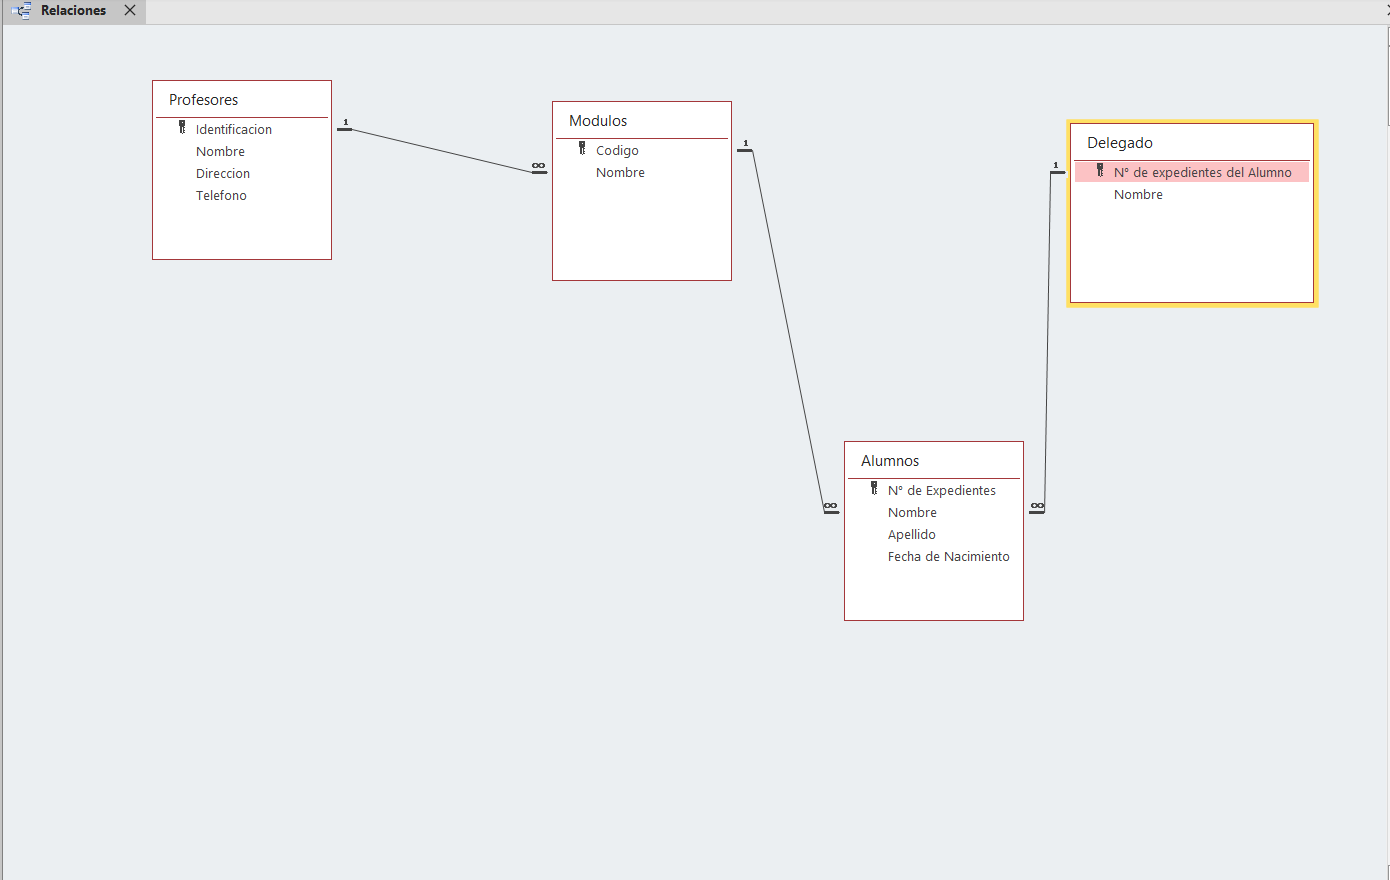 Relaciones
Profesores
Identificacion
Nombre
Direccion
Telefono
1
∞
Modulos
Codigo
Nombre
1
∞
Delegado
N° de expedientes del Alumno
Nombre
1
∞
Alumnos
N° de Expedientes
Nombre
Apellido
Fecha de Nacimiento